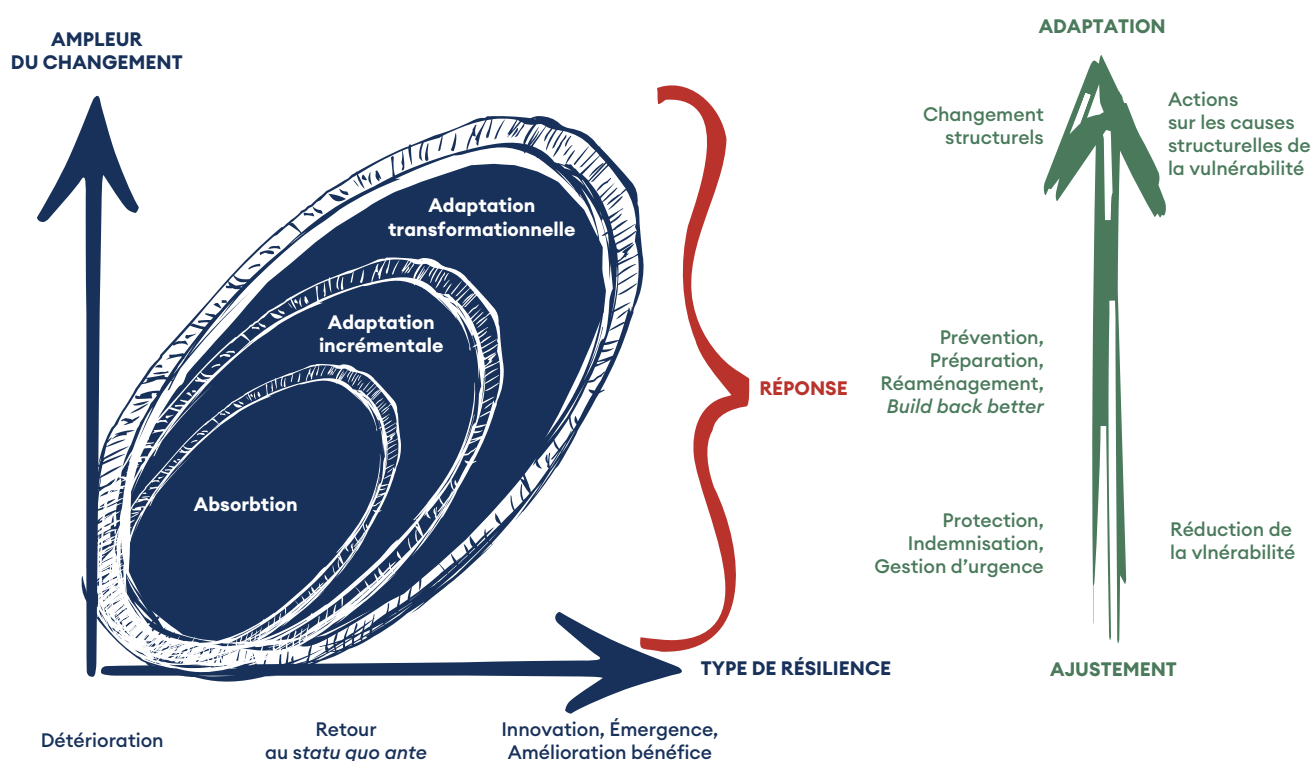 AMPLEUR
DU CHANGEMENT
Adaptation
transformationnelle
Adaptation
incrémentale
Absorbtion
TYPE DE RÉSILIENCE
Détérioration
Retour
au statu quo ante
Innovation, Émergence,
Amélioration bénéfice
RÉPONSE
ADAPTATION
Changement
structurels
Actions
sur les causes
structurelles de
la vulnérabilité
Prévention,
Préparation,
Réaménagement,
Build back better
Protection,
Indemnisation,
Gestion d’urgence
Réduction de
la vlnérabilité
AJUSTEMENT